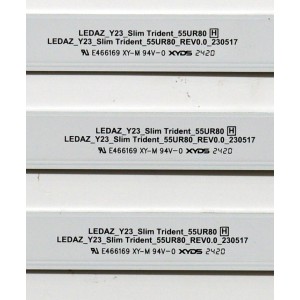 LEDAZ_Y23_Slim Trident_55UR80 H
LEDAZ_Y23_Slim Trident_55UR80_REV0.0_230517
E466169 XY-M 94V-0 XYDS 2420
LEDAZ_Y23_Slim Trident_55UR80 H
LEDAZ_Y23_Slim Trident_55UR80_REV0.0_230517
E466169 XY-M 94V-0 XYDS 2420
LEDAZ_Y23_Slim Trident_55UR80 H
LEDAZ_Y23_Slim Trident_55UR80_REV0.0_230517
E466169 XY-M 94V-0 XYDS 2420